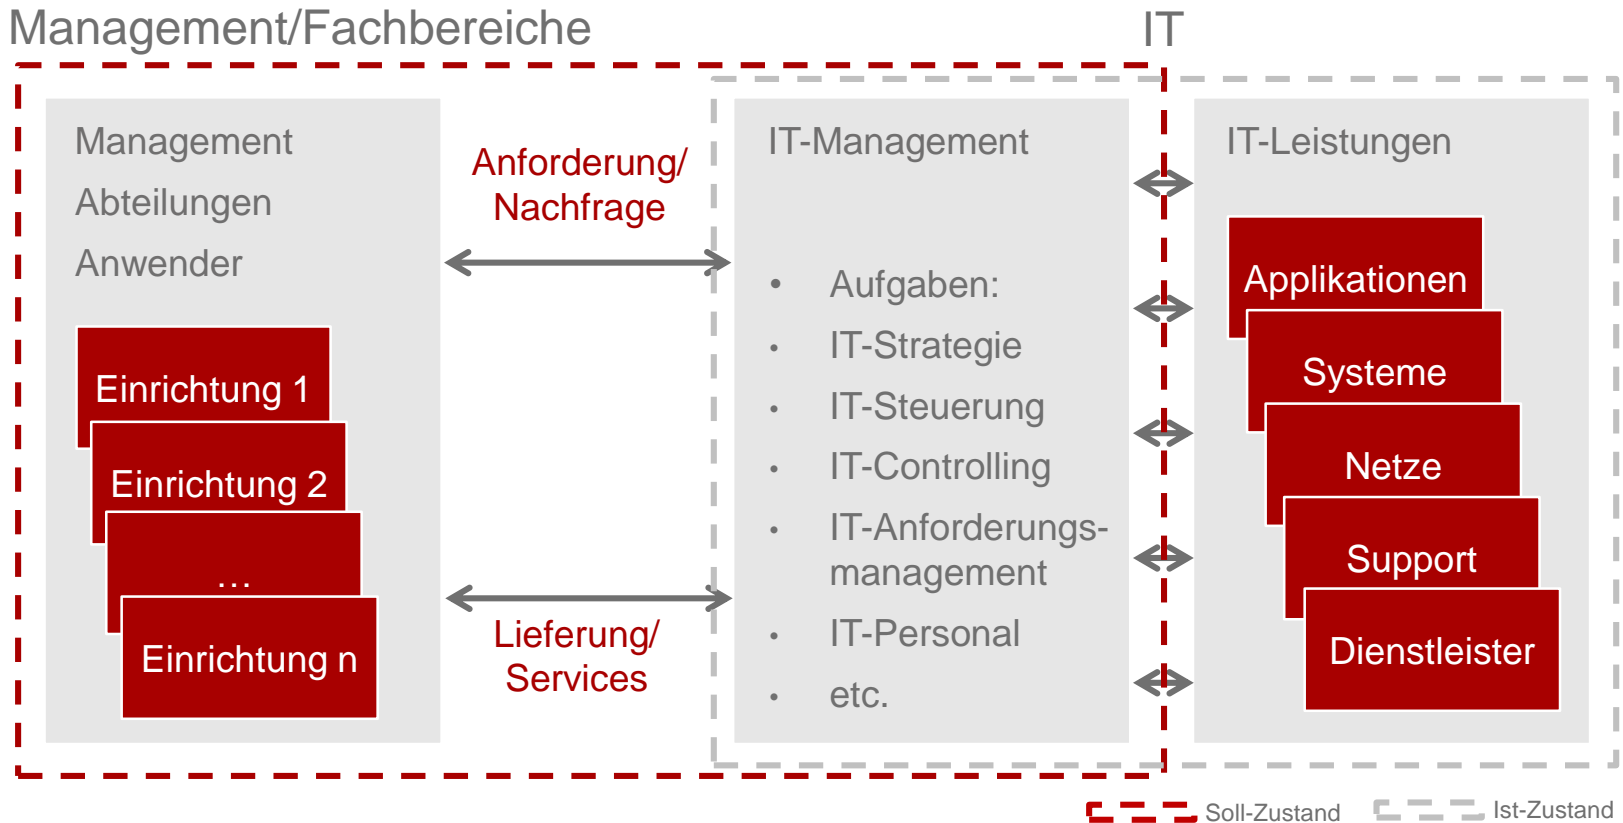 Management/Fachbereiche
IT
Management
Abteilungen
Anwender
Einrichtung 1
Einrichtung 2
...
Einrichtung n
Anforderung/
Nachfrage
Lieferung/
Services
IT-Management
• Aufgaben:
• IT-Strategie
• IT-Steuerung
• IT-Controlling
• IT-Anforderungs-
management
• IT-Personal
• etc.
IT-Leistungen
Applikationen
Systeme
Netze
Support
Dienstleister
Soll-Zustand
Ist-Zustand